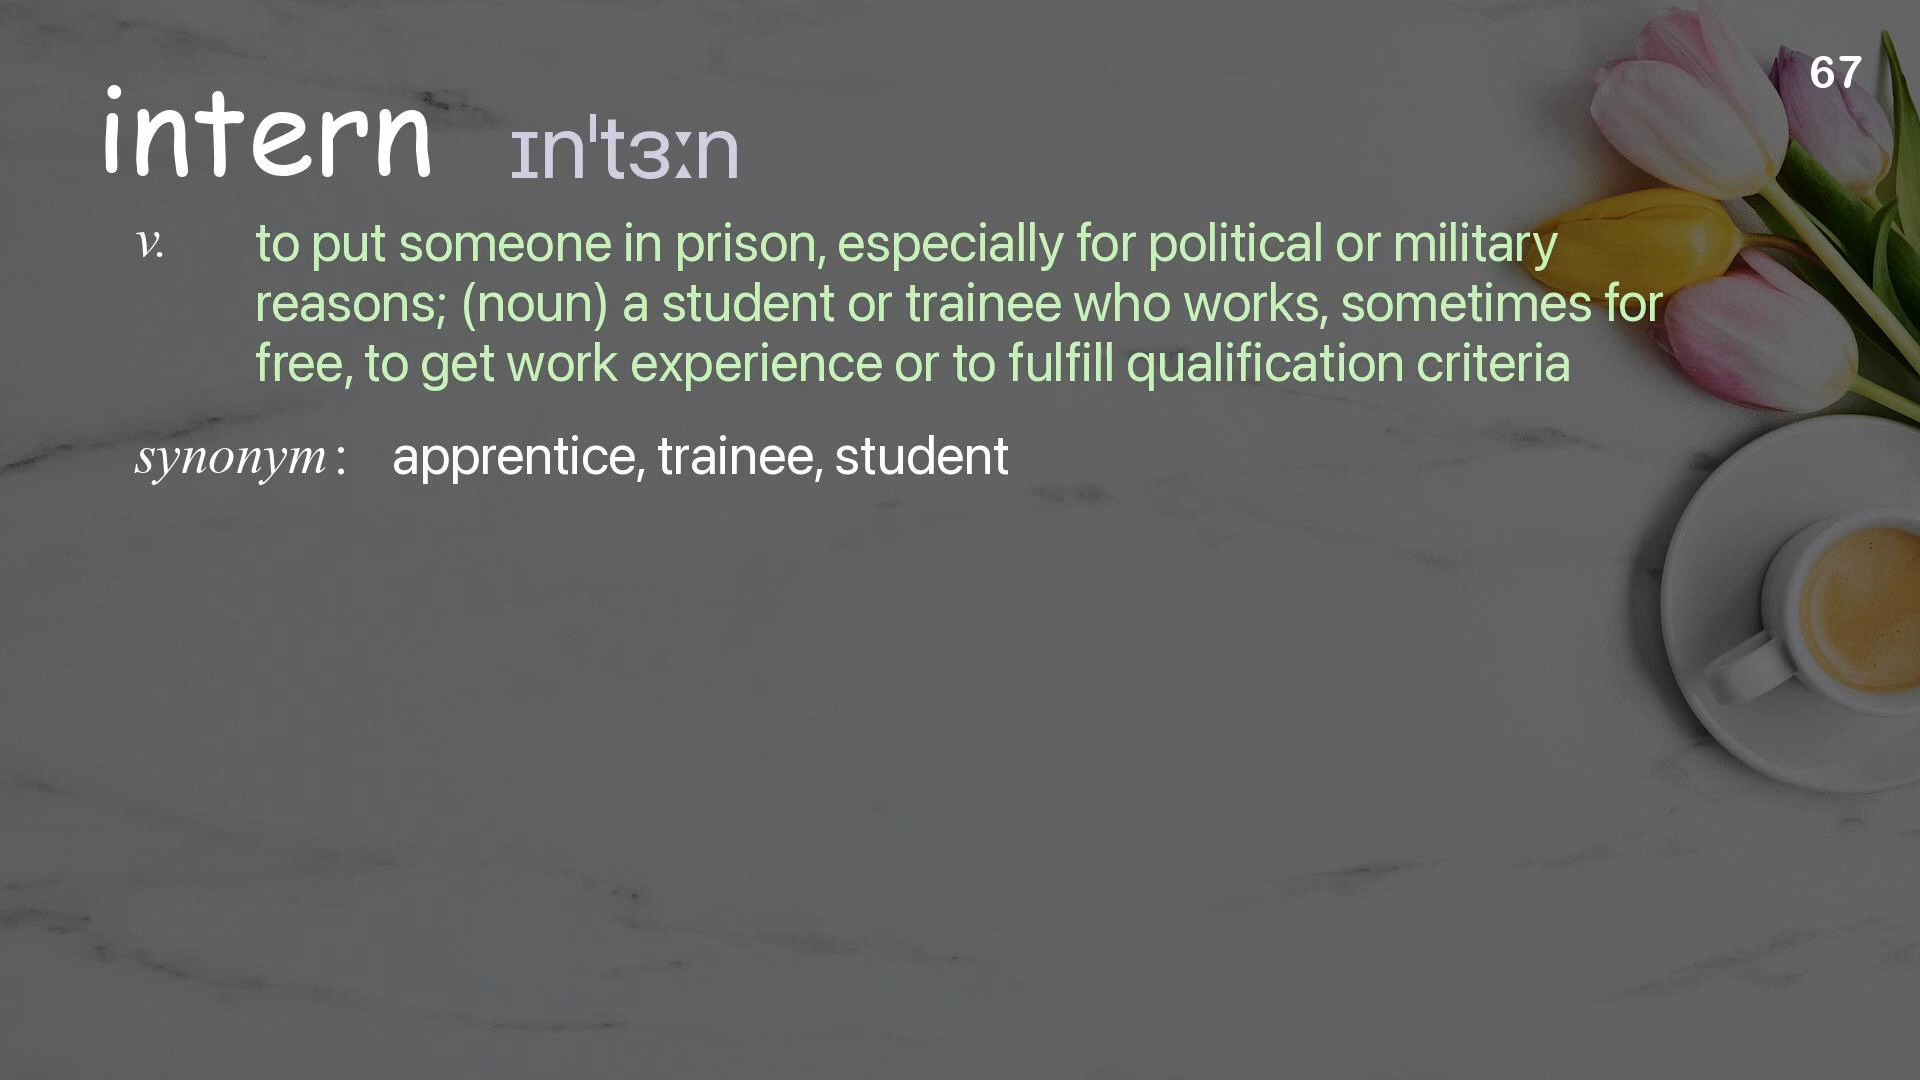 67
intern ɪnˈtɜːn
v. to put someone in prison, especially for political or military
reasons; (noun) a student or trainee who works, sometimes for
free, to get work experience or to fulfill qualification criteria
synonym : apprentice, trainee, student